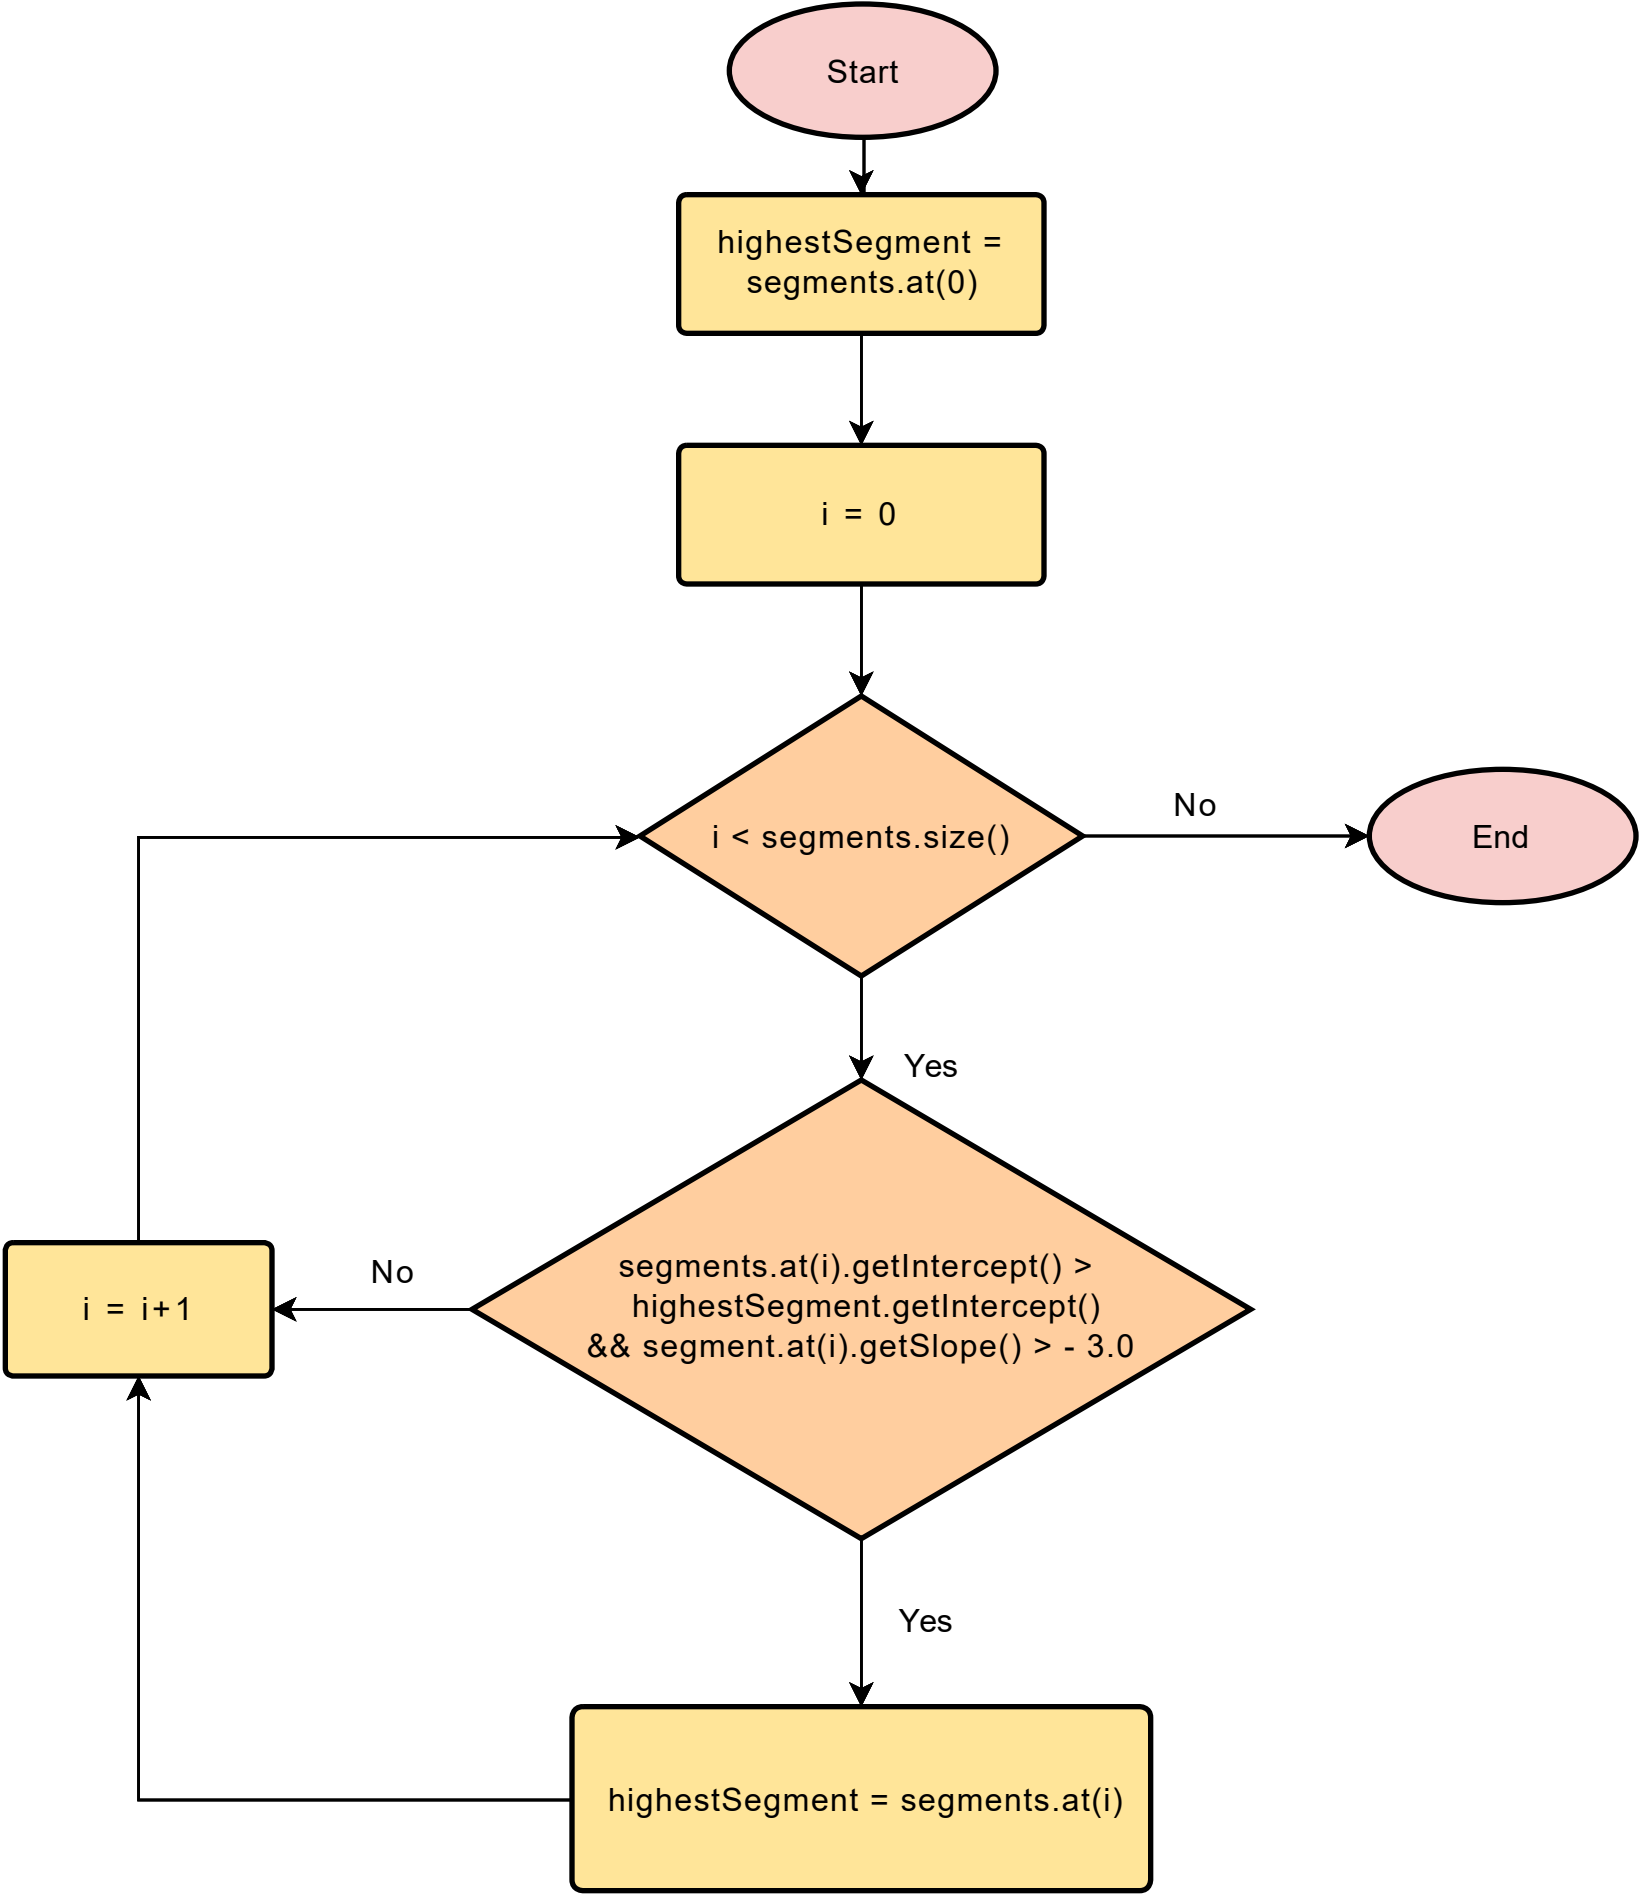 Start
highestSegment =
segments.at(0)
i = 0
i < segments.size()
No
End
Yes
segments.at(i).getIntercept() >
highestSegment.getIntercept()
&& segment.at(i).getSlope() > - 3.0
No
i = i+1
Yes
highestSegment = segments.at(i)